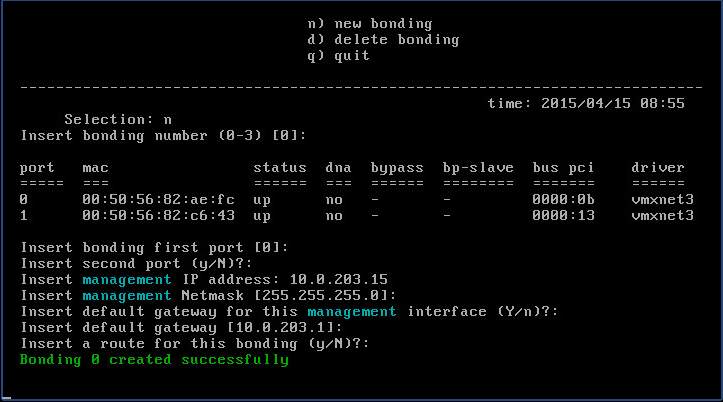 n) new bonding
d) delete bonding
q) quit
--------------------------------------------------------------------------------
time: 2015/04/15 08:55
Selection: n
Insert bonding number (0-3) [0]:
port mac status dna bypass bp-slave bus pci driver
===== === ====== === ====== ======== ======= ======
0 00:50:56:82:ae:fc up no - - 0000:0b vmxnet3
1 00:50:56:82:c6:43 up no - - 0000:13 vmxnet3
Insert bonding first port [0]:
Insert second port (y/N)?:
Insert management IP address: 10.0.203.15
Insert management Netmask [255.255.255.0]:
Insert default gateway for this management interface (Y/n)?:
Insert default gateway [10.0.203.1]:
Insert a route for this bonding (y/N)?:
Bonding 0 created successfully